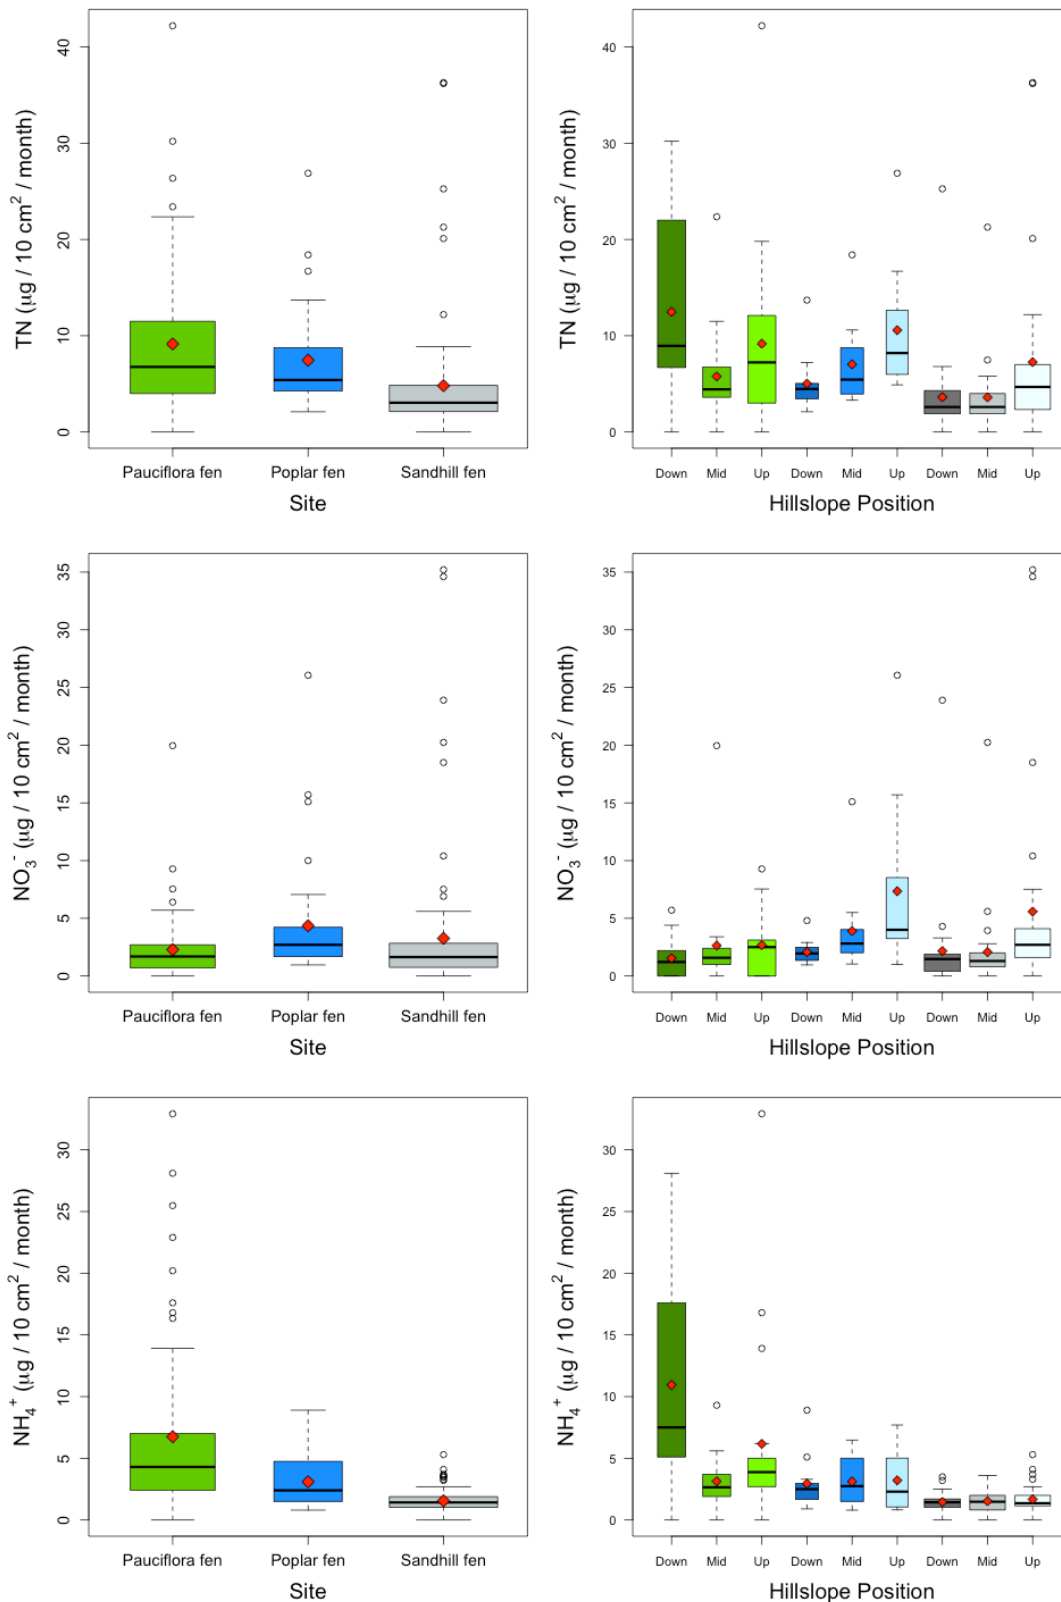 TN (μg / 10 cm² / month)
40
30
20
10
0
Pauciflora fen Poplar fen Sandhill fen
Site
TN (μg / 10 cm² / month)
40
30
20
10
0
Down Mid Up Down Mid Up Down Mid Up
Hillslope Position
NO₃⁻ (μg / 10 cm² / month)
35
30
25
20
15
10
5
0
Pauciflora fen Poplar fen Sandhill fen
Site
NO₃⁻ (μg / 10 cm² / month)
35
30
25
20
15
10
5
0
Down Mid Up Down Mid Up Down Mid Up
Hillslope Position
NH₄⁺ (μg / 10 cm² / month)
30
25
20
15
10
5
0
Pauciflora fen Poplar fen Sandhill fen
Site
NH₄⁺ (μg / 10 cm² / month)
30
25
20
15
10
5
0
Down Mid Up Down Mid Up Down Mid Up
Hillslope Position